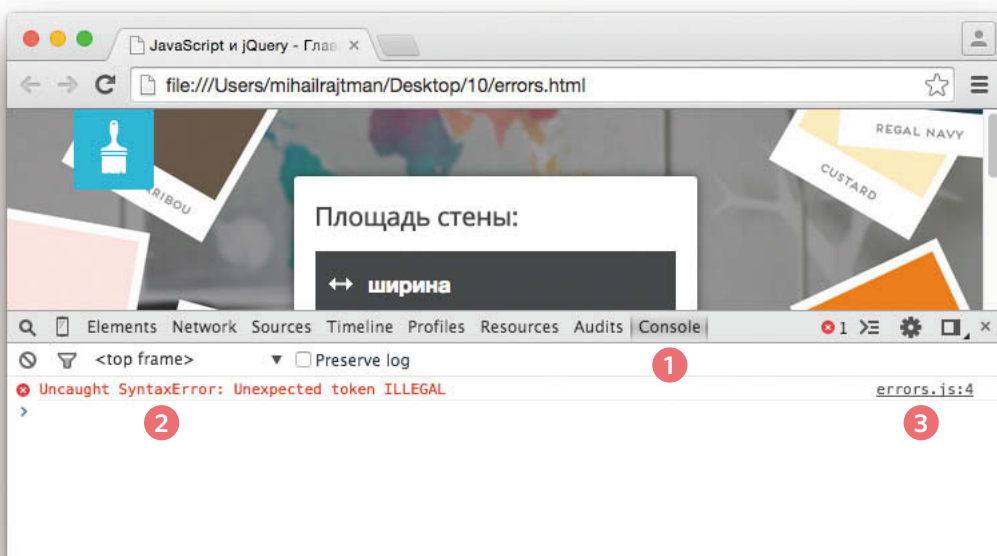 JavaScript и jQuery - Глав
file:///Users/mihailrajtman/Desktop/10/errors.html
REGAL NAVY
CUSTARD
RIBOU
Площадь стены:
ширина
Elements Network Sources Timeline Profiles Resources Audits Console 1
<top frame> Preserve log
1
Uncaught SyntaxError: Unexpected token ILLEGAL errors.js:4
2 3